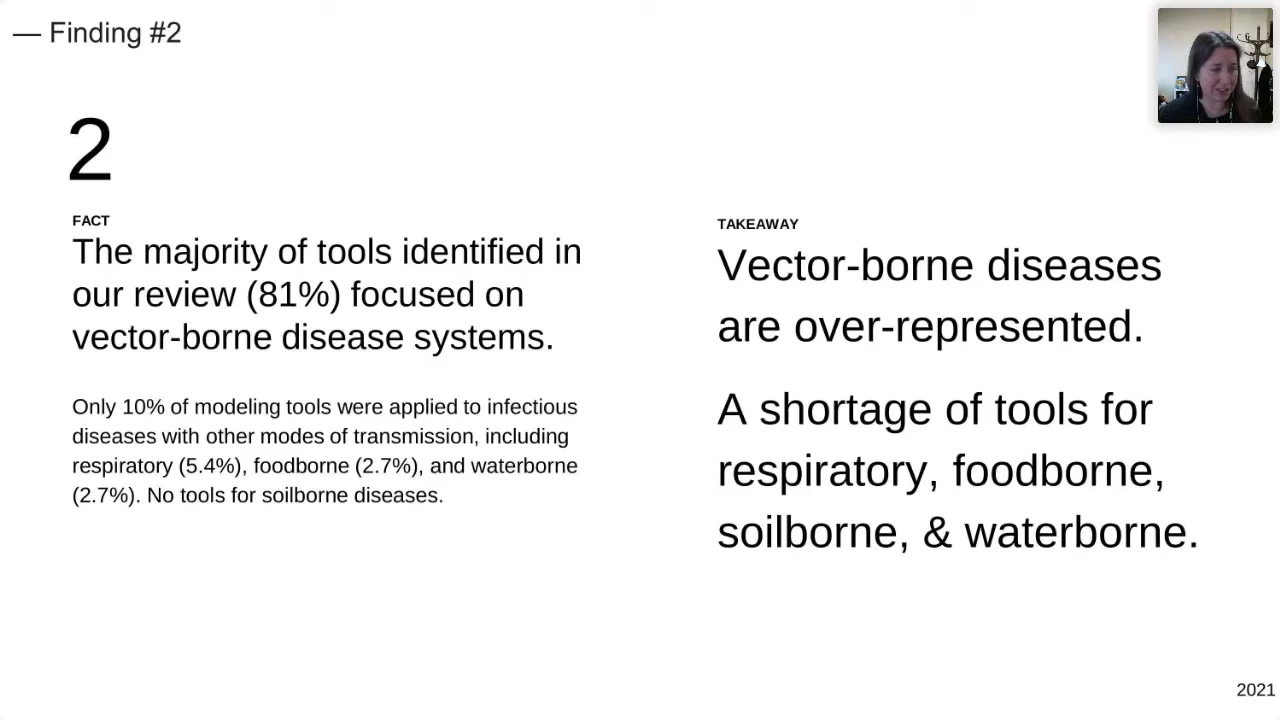 — Finding #2
2
FACT
The majority of tools identified in
our review (81%) focused on
vector-borne disease systems.
Only 10% of modeling tools were applied to infectious
diseases with other modes of transmission, including
respiratory (5.4%), foodborne (2.7%), and waterborne
(2.7%). No tools for soilborne diseases.
TAKEAWAY
Vector-borne diseases
are over-represented.
A shortage of tools for
respiratory, foodborne,
soilborne, & waterborne.
2021